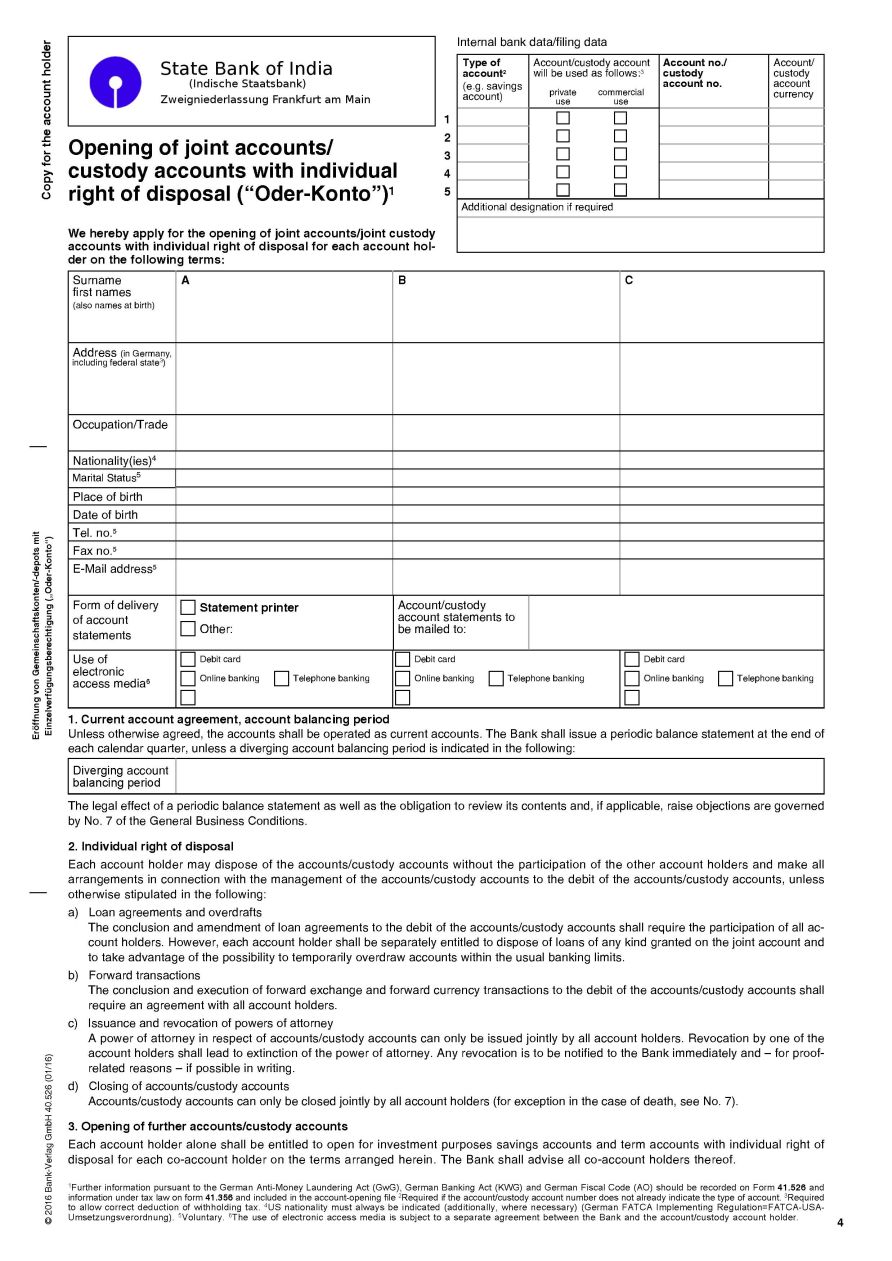 Copy for the account holder
State Bank of India
(Indische Staatsbank)
Zweigniederlassung Frankfurt am Main
Opening of joint accounts/
custody accounts with individual
right of disposal (“Oder-Konto”)¹
We hereby apply for the opening of joint accounts/joint custody
accounts with individual right of disposal for each account hol-
der on the following terms:
Internal bank data/filing data
Type of
account²
(e.g. savings
account)
Account/custody account
will be used as follows:⁵
private
use
commercial
use
Account no./
custody
account no.
Account/
custody
account
currency
1
2
3
4
5
Additional designation if required
Surname
first names
(also names at birth)
A
B
C
Address (in Germany,
including federal state³)
Occupation/Trade
Nationality(ies)⁴
Marital Status⁵
Place of birth
Date of birth
Tel. no.⁵
Fax no.⁵
E-Mail address⁵
Form of delivery
of account
statements
Statement printer
Other:
Account/custody
account statements to
be mailed to:
Use of
electronic
access media⁶
Debit card
Online banking Telephone banking
Debit card
Online banking Telephone banking
Debit card
Online banking Telephone banking
1. Current account agreement, account balancing period
Unless otherwise agreed, the accounts shall be operated as current accounts. The Bank shall issue a periodic balance statement at the end of
each calendar quarter, unless a diverging account balancing period is indicated in the following:
Diverging account
balancing period
The legal effect of a periodic balance statement as well as the obligation to review its contents and, if applicable, raise objections are governed
by No. 7 of the General Business Conditions.
2. Individual right of disposal
Each account holder may dispose of the accounts/custody accounts without the participation of the other account holders and make all
arrangements in connection with the management of the accounts/custody accounts to the debit of the accounts/custody accounts, unless
otherwise stipulated in the following:
a) Loan agreements and overdrafts
The conclusion and amendment of loan agreements to the debit of the accounts/custody accounts shall require the participation of all ac-
count holders. However, each account holder shall be separately entitled to dispose of loans of any kind granted on the joint account and
to take advantage of the possibility to temporarily overdraw accounts within the usual banking limits.
b) Forward transactions
The conclusion and execution of forward exchange and forward currency transactions to the debit of the accounts/custody accounts shall
require an agreement with all account holders.
c) Issuance and revocation of powers of attorney
A power of attorney in respect of accounts/custody accounts can only be issued jointly by all account holders. Revocation by one of the
account holders shall lead to extinction of the power of attorney. Any revocation is to be notified to the Bank immediately and – for proof-
related reasons – if possible in writing.
d) Closing of accounts/custody accounts
Accounts/custody accounts can only be closed jointly by all account holders (for exception in the case of death, see No. 7).
3. Opening of further accounts/custody accounts
Each account holder alone shall be entitled to open for investment purposes savings accounts and term accounts with individual right of
disposal for each co-account holder on the terms arranged herein. The Bank shall advise all co-account holders thereof.
¹Further information pursuant to the German Anti-Money Laundering Act (GwG), German Banking Act (KWG) and German Fiscal Code (AO) should be recorded on Form 41.526 and
information under tax law on form 41.356 and included in the account-opening file ²Required if the account/custody account number does not already indicate the type of account. ³Required
to allow correct deduction of withholding tax. ⁴US nationality must always be indicated (additionally, where necessary) (German FATCA Implementing Regulation=FATCA-USA-
Umsetzungsverordnung). ⁵Voluntary. ⁶The use of electronic access media is subject to a separate agreement between the Bank and the account/custody account holder.
4
Eröffnung von Gemeinschaftskonten/-depots mit
Einzelverfügungsberechtigung („Oder-Konto“)
© 2016 Bank-Verlag GmbH 40.526 (01/16)